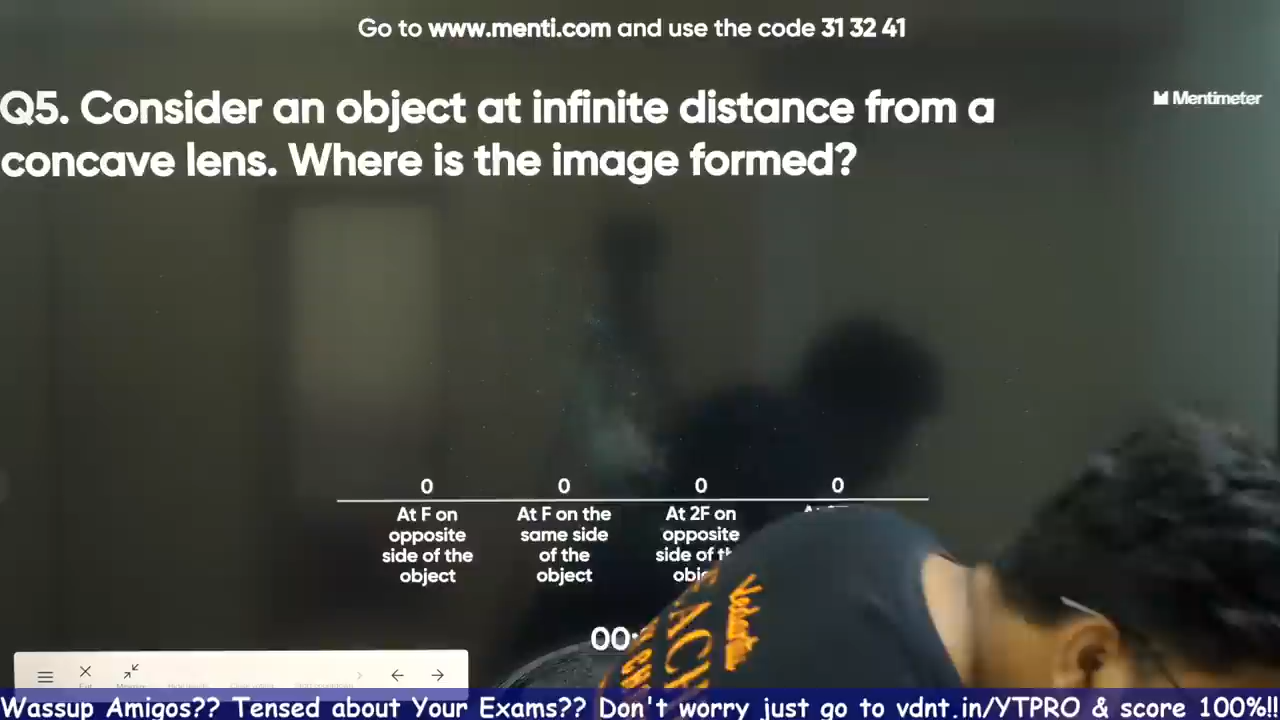 Go to www.menti.com and use the code 31 32 41
Mentimeter
Q5. Consider an object at infinite distance from a
concave lens. Where is the image formed?
0 0 0 0
At F on
opposite
side of the
object
At F on the
same side
of the
object
At 2F on
opposite
side of
00:
Wassup Amigos?? Tensed about Your Exams?? Don't worry just go to vdnt.in/YTPRO & score 100%!!